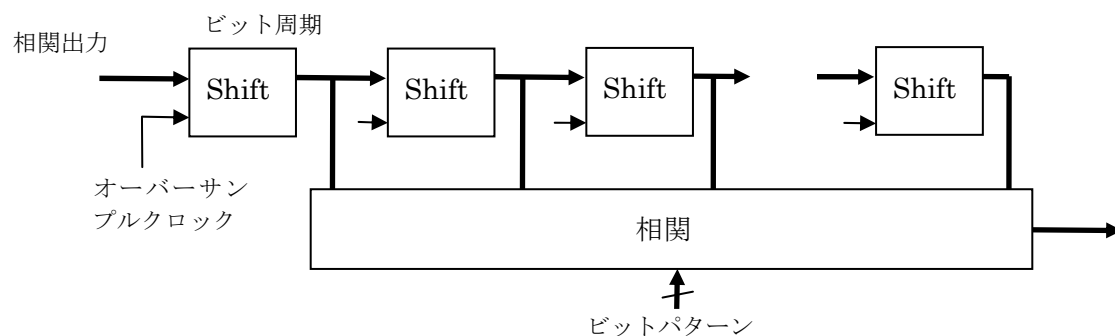 ビット周期
相関出力
Shift
Shift
Shift
Shift
オーバーサン
プルクロック
相関
ビットパターン